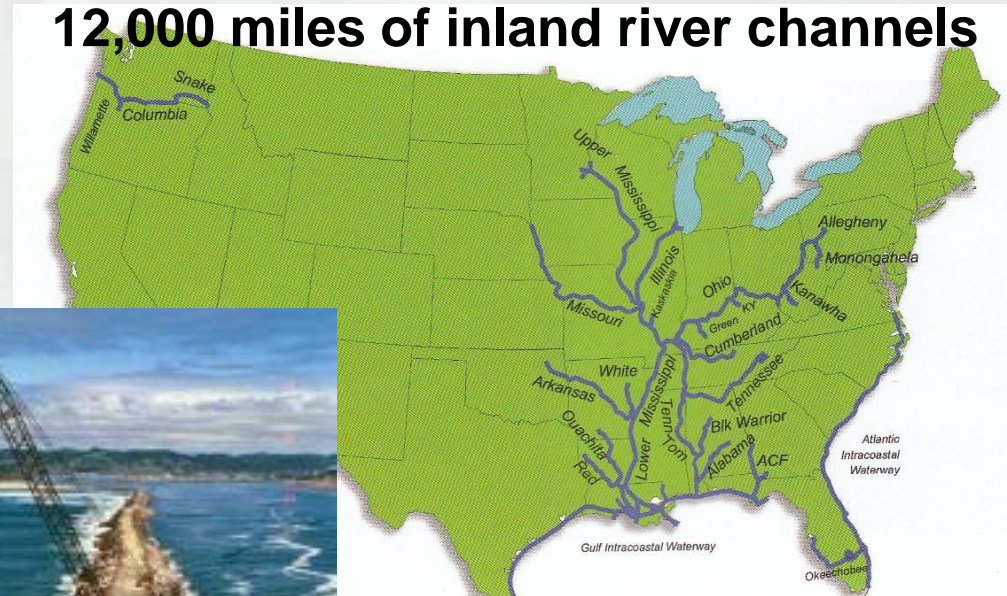 12,000 miles of inland river channels
Snake
Columbia
Willamette
Upper
Mississippi
Illinois
Kaskaskia
Missouri
Ohio
Green
KY
Kanawha
Allegheny
Monongahela
Cumberland
Tennessee
White
Arkansas
Lower
Mississippi
Tenn-Tom
Blk Warrior
Alabama
ACF
Ouachita
Red
Atlantic
Intracoastal
Waterway
Gulf Intracoastal Waterway
Okeechobee